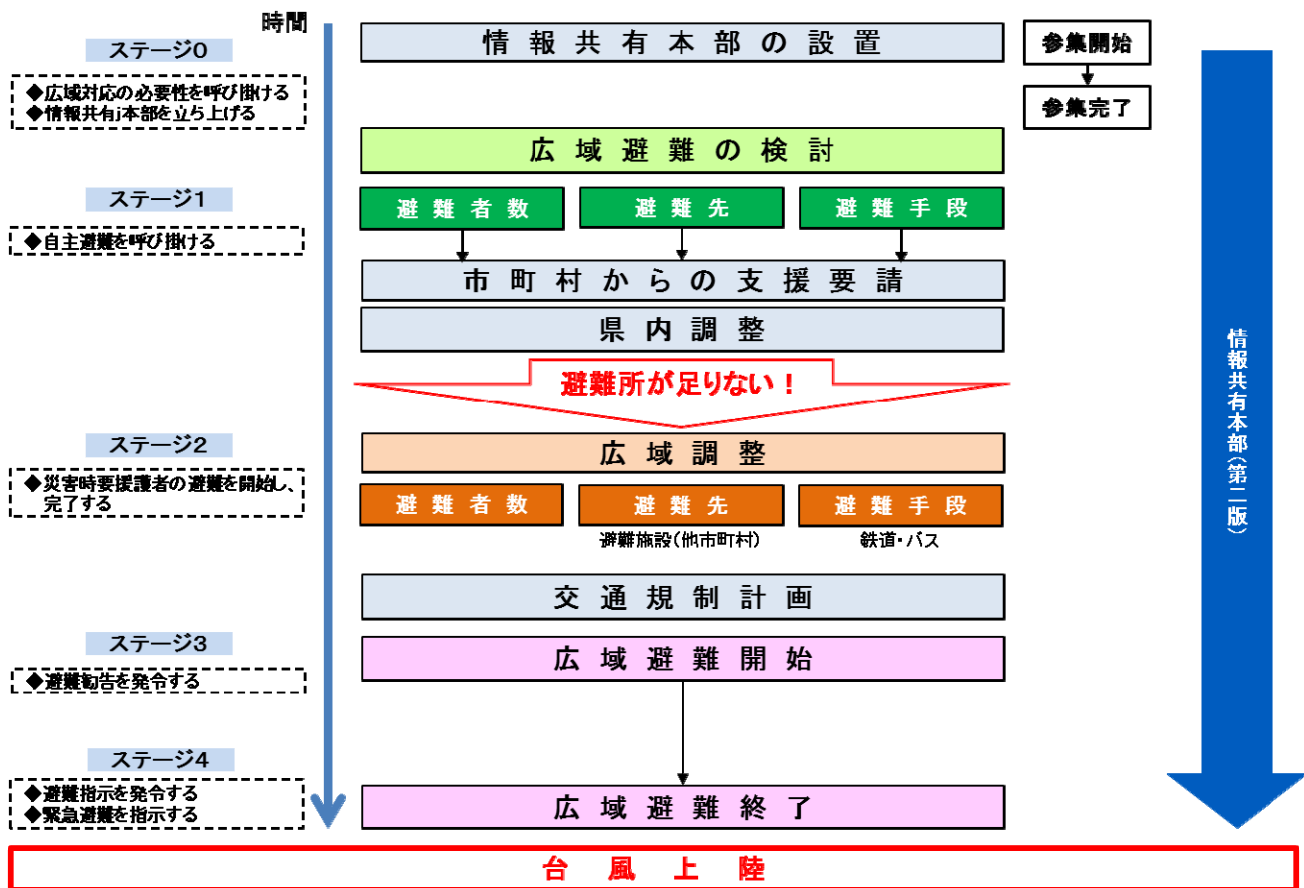 時間
ステージ0
◆広域対応の必要性を呼び掛ける
◆情報共有j本部を立ち上げる
情報共有本部の設置
参集開始
参集完了
広域避難の検討
ステージ1
◆自主避難を呼び掛ける
避難者数
避難先
避難手段
市町村からの支援要請
県内調整
避難所が足りない！
ステージ2
◆災害時要援護者の避難を開始し、
完了する
広域調整
避難者数
避難先
避難手段
避難施設(他市町村)
鉄道・バス
交通規制計画
ステージ3
◆避難勧告を発令する
広域避難開始
ステージ4
◆避難指示を発令する
◆緊急避難を指示する
広域避難終了
情報共有本部(第二版)
台風上陸